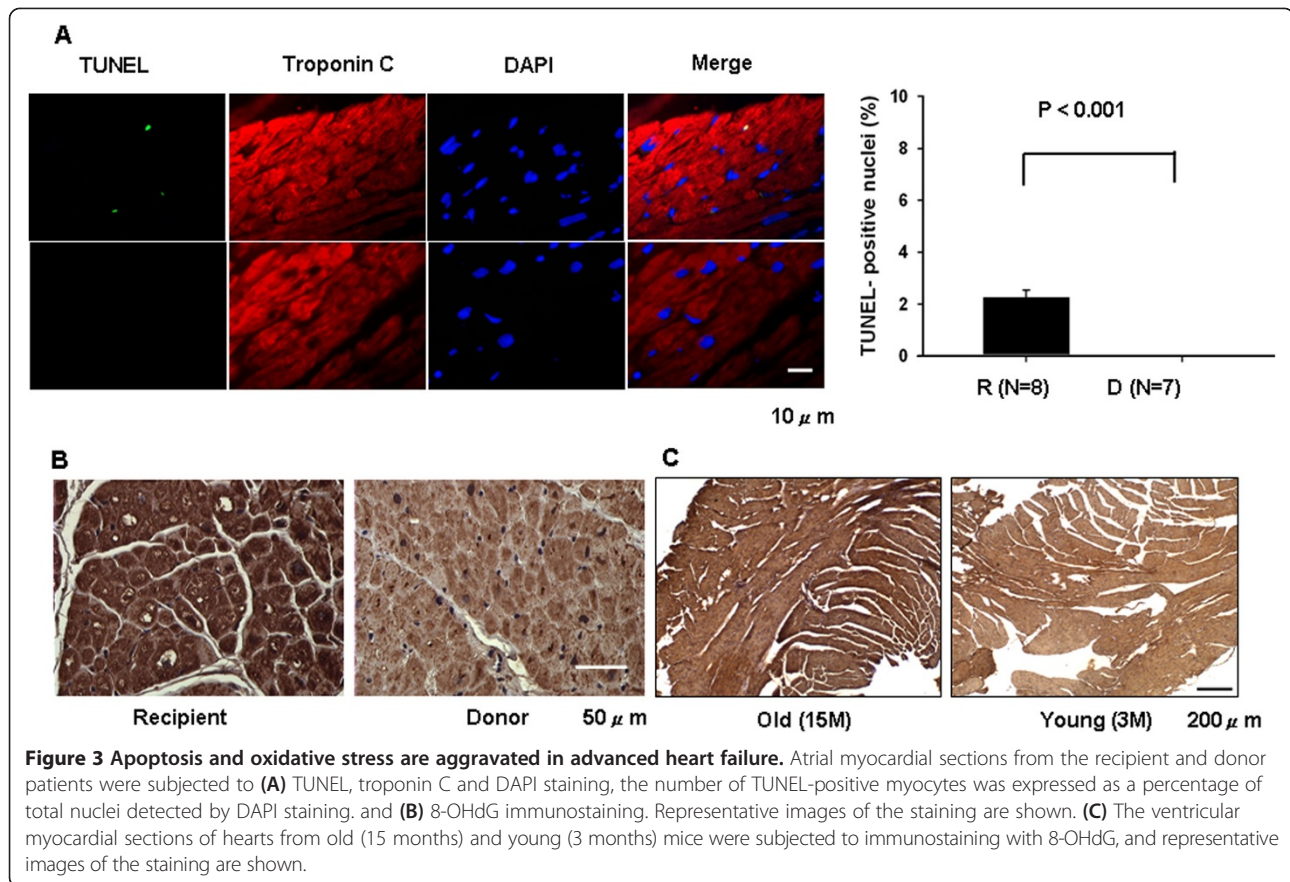 A
TUNEL Troponin C DAPI Merge
TUNEL- positive nuclei (%)
10
8
6
4
2
0
P < 0.001
R (N=8) D (N=7)
10 μ m
B
Recipient Donor 50 μ m
C
Old (15M) Young (3M) 200 μ m
Figure 3 Apoptosis and oxidative stress are aggravated in advanced heart failure. Atrial myocardial sections from the recipient and donor
patients were subjected to (A) TUNEL, troponin C and DAPI staining, the number of TUNEL-positive myocytes was expressed as a percentage of
total nuclei detected by DAPI staining. and (B) 8-OHdG immunostaining. Representative images of the staining are shown. (C) The ventricular
myocardial sections of hearts from old (15 months) and young (3 months) mice were subjected to immunostaining with 8-OHdG, and representative
images of the staining are shown.